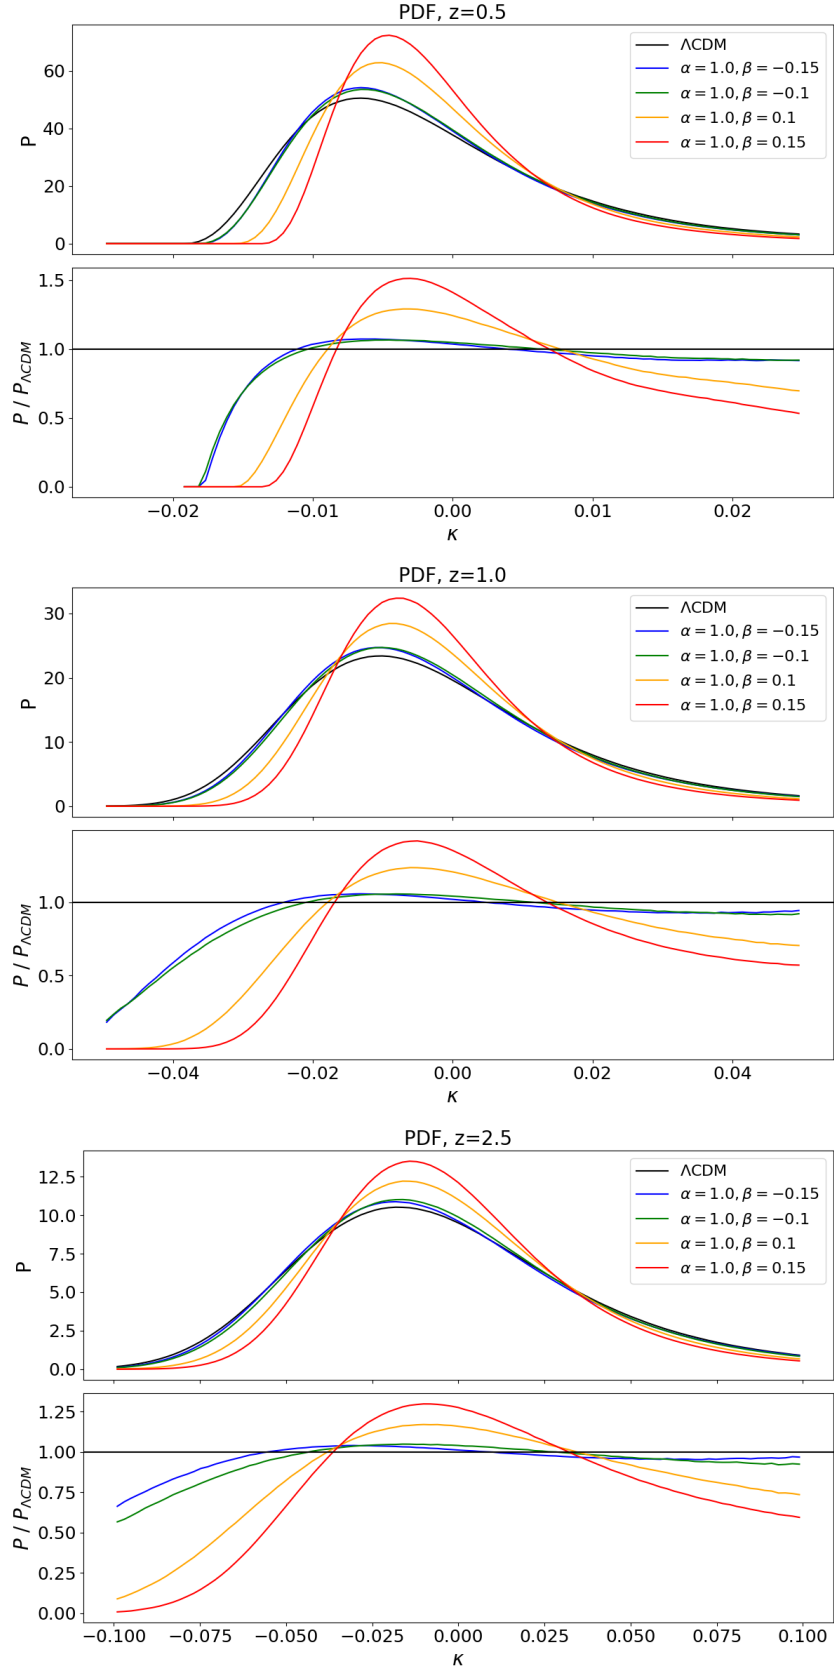 PDF, z=0.5
P
60
40
20
0
ΛCDM
α = 1.0, β = −0.15
α = 1.0, β = −0.1
α = 1.0, β = 0.1
α = 1.0, β = 0.15
P / P_ΛCDM
1.5
1.0
0.5
0.0
−0.02 −0.01 0.00 0.01 0.02
κ
PDF, z=1.0
P
30
20
10
0
ΛCDM
α = 1.0, β = −0.15
α = 1.0, β = −0.1
α = 1.0, β = 0.1
α = 1.0, β = 0.15
P / P_ΛCDM
1.0
0.5
0.0
−0.04 −0.02 0.00 0.02 0.04
κ
PDF, z=2.5
P
12.5
10.0
7.5
5.0
2.5
0.0
ΛCDM
α = 1.0, β = −0.15
α = 1.0, β = −0.1
α = 1.0, β = 0.1
α = 1.0, β = 0.15
P / P_ΛCDM
1.25
1.00
0.75
0.50
0.25
0.00
−0.100 −0.075 −0.050 −0.025 0.000 0.025 0.050 0.075 0.100
κ